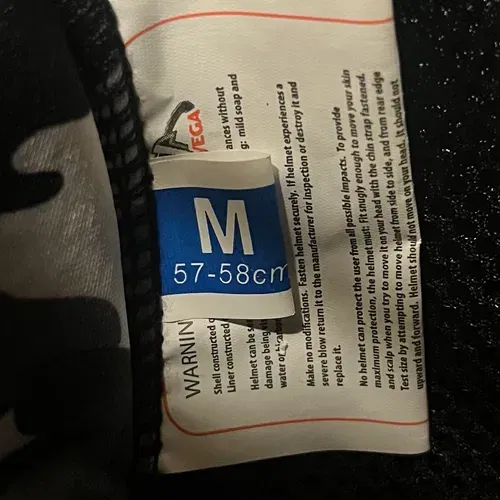 VEGA
M
57-58cm
WARNIN
Shell constructed
Liner constructed
ances without
g: mild soap and
Helmet can be s
damage being
water or
Make no modifications. Fasten helmet securely. If helmet experiences a
severe blow return it to the manufacturer for inspection or destroy it and
replace it.
No helmet can protect the user from all possible impacts. To provide
maximum protection, the helmet must: Fit snugly enough to move your skin
and scalp when you try to move it on your head with the chin strap fastened.
Test size by attempting to move helmet from side to side, and from rear edge
upward and forward. Helmet should not move on your head. It should not